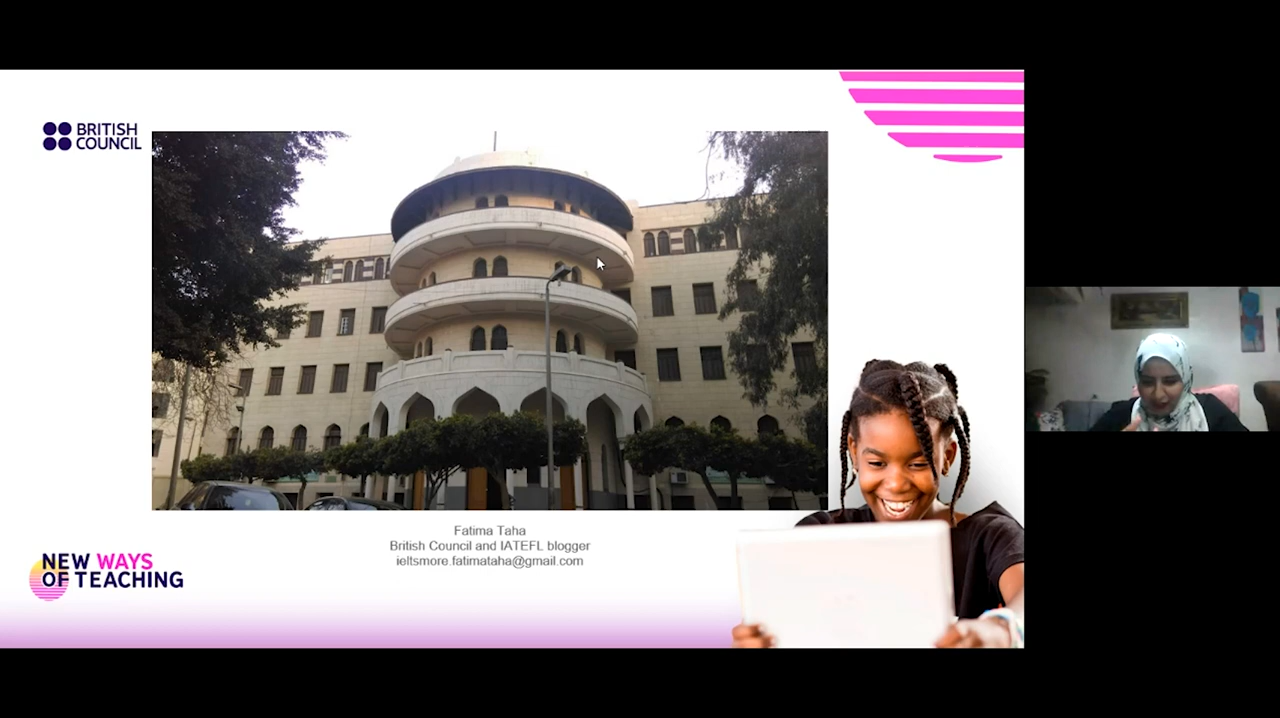 BRITISH
COUNCIL
Fatima Taha
British Council and IATEFL blogger
ieltsmore.fatimataha@gmail.com
NEW WAYS
OF TEACHING